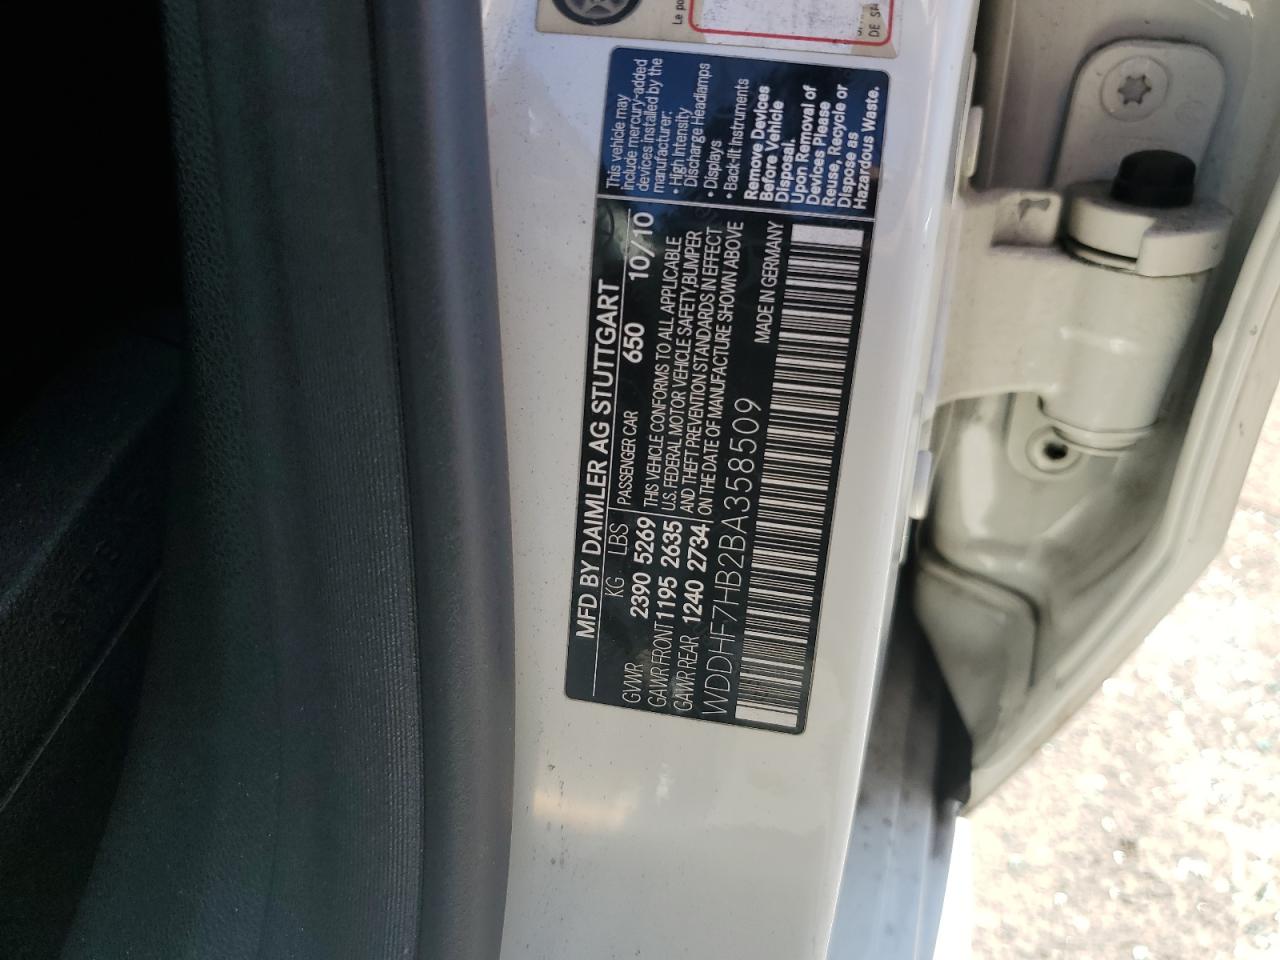 Le po
DE SA
This vehicle may
include mercury-added
devices installed by the
manufacturer:
• High Intensity
Discharge Headlamps
• Displays
• Back-lit Instruments
Remove Devices
Before Vehicle
Disposal.
Upon Removal of
Devices Please
Reuse, Recycle or
Dispose as
Hazardous Waste.
MFD BY DAIMLER AG STUTTGART
KG LBS PASSENGER CAR 650 10/10
GVWR 2390 5269
GAWR FRONT 1195 2635
GAWR REAR 1240 2734
THIS VEHICLE CONFORMS TO ALL APPLICABLE
U.S. FEDERAL MOTOR VEHICLE SAFETY,BUMPER
AND THEFT PREVENTION STANDARDS IN EFFECT
ON THE DATE OF MANUFACTURE SHOWN ABOVE
WDDHF7HB2BA358509 MADE IN GERMANY